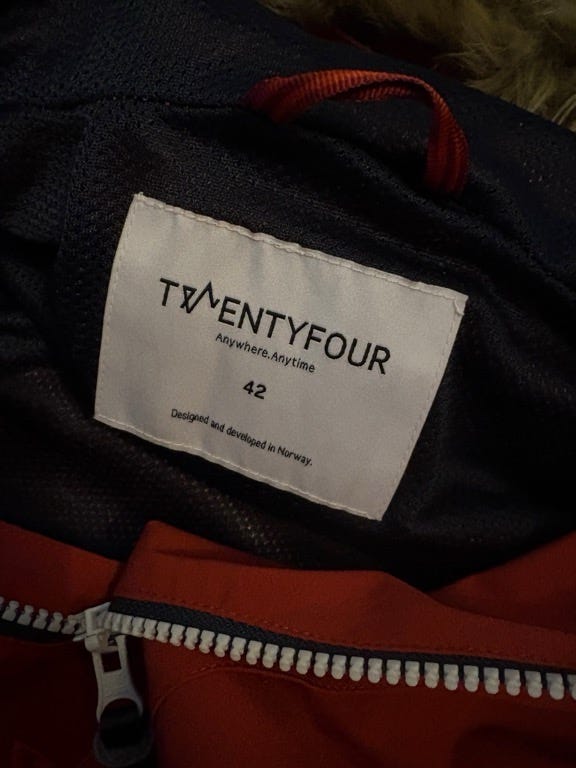 TWENTYFOUR
Anywhere.Anytime
42
Designed and developed in Norway.